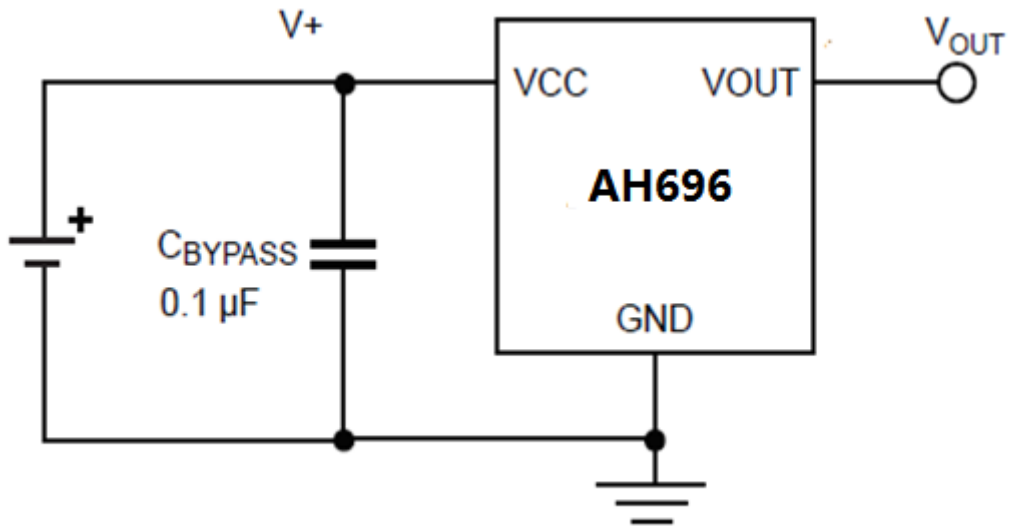 V+
VCC
VOUT
VOUT
AH696
+
CBYPASS
0.1 µF
GND